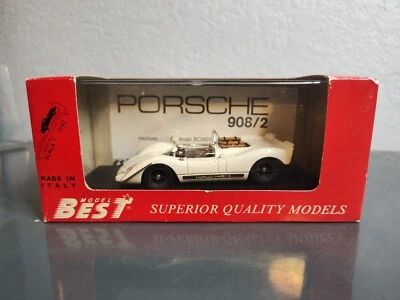 PORSCHE
908/2
MADE IN
ITALY
MODEL
BEST
SUPERIOR QUALITY MODELS